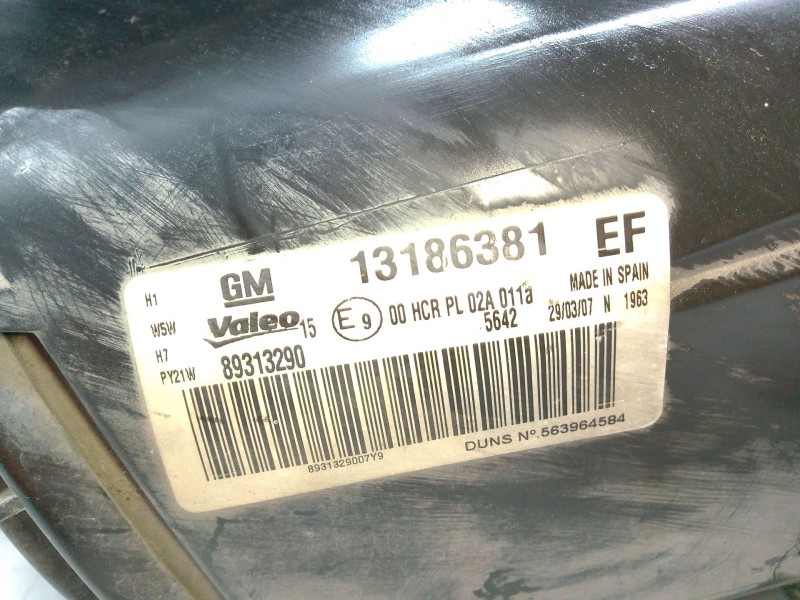 GM 13186381 EF
H1
W5W
H7
PY21W
Valeo 15 E9 00 HCR PL 02A 011a
5642
MADE IN SPAIN
29/03/07 N 1963
89313290
8931329007Y9
DUNS Nº.563964584